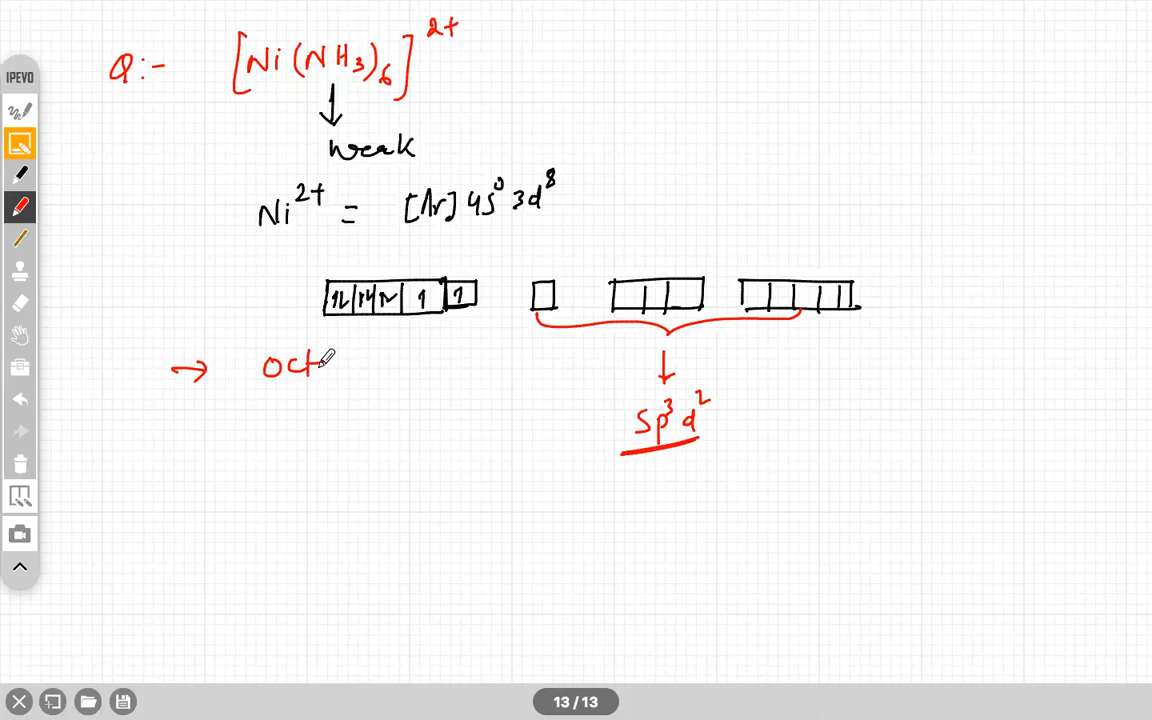 Q:- [Ni(NH3)6]2+
IPEVO
weak
Ni2+ = [Ar] 4s0 3d8
→ Oct
sp3d2
13 / 13